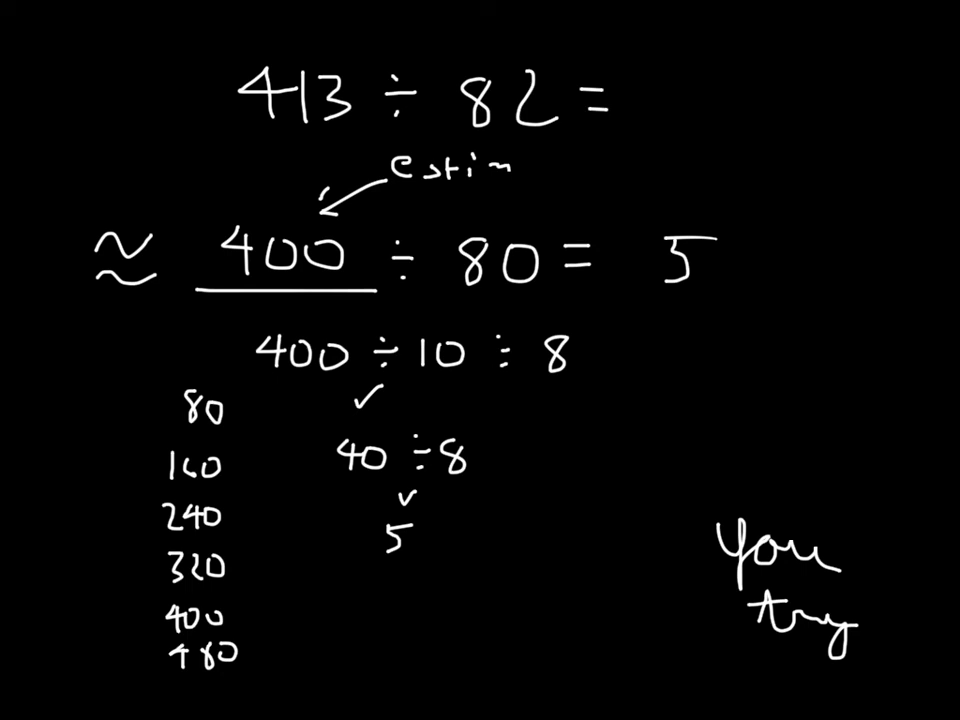 413 ÷ 82 =
estim
≈ 400 ÷ 80 = 5
400 ÷ 10 ÷ 8
80
160
240
320
400
480
✓
40 ÷ 8
✓
5
You
try